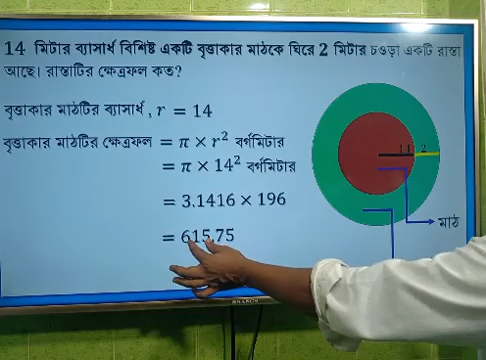 14 মিটার ব্যাসার্ধ বিশিষ্ট একটি বৃত্তাকার মাঠকে ঘিরে 2 মিটার চওড়া একটি রাস্তা
আছে। রাস্তাটির ক্ষেত্রফল কত?
বৃত্তাকার মাঠটির ব্যাসার্ধ, r = 14
বৃত্তাকার মাঠটির ক্ষেত্রফল = π × r² বর্গমিটার
= π × 14² বর্গমিটার
= 3.1416 × 196
= 615.75
2
মাঠ